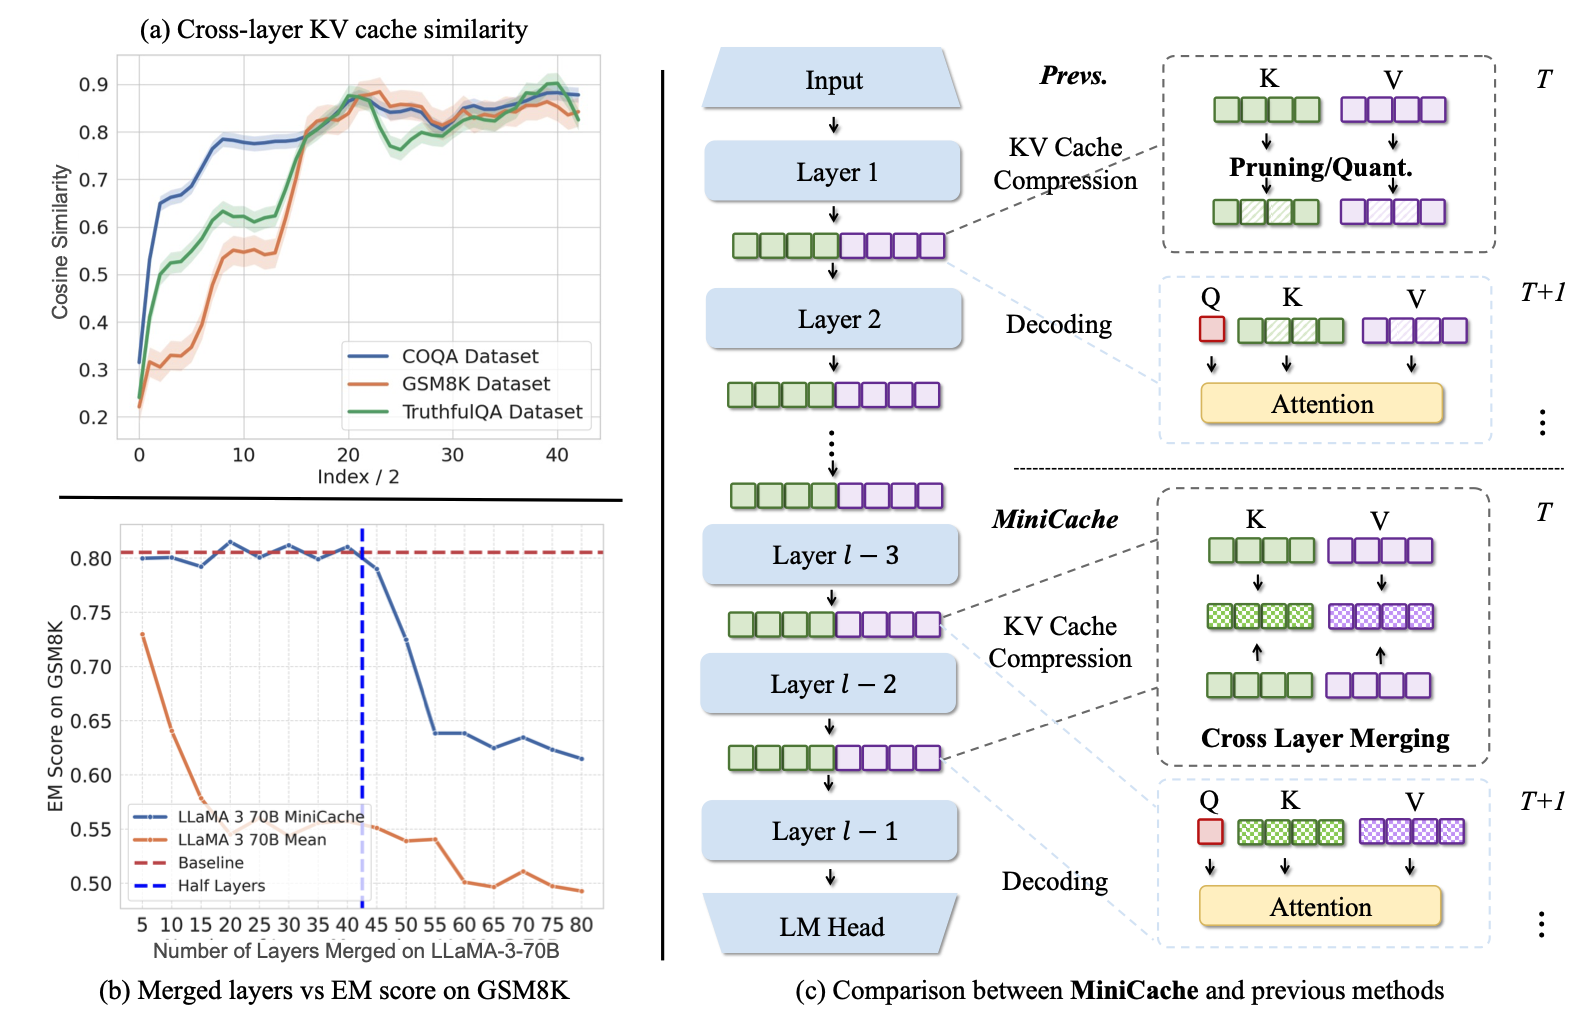 (a) Cross-layer KV cache similarity
Cosine Similarity
0.9
0.8
0.7
0.6
0.5
0.4
0.3
0.2
COQA Dataset
GSM8K Dataset
TruthfulQA Dataset
0 10 20 30 40
Index / 2
EM Score on GSM8K
0.80
0.75
0.70
0.65
0.60
0.55
0.50
LLaMA 3 70B MiniCache
LLaMA 3 70B Mean
Baseline
Half Layers
5 10 15 20 25 30 35 40 45 50 55 60 65 70 75 80
Number of Layers Merged on LLaMA-3-70B
(b) Merged layers vs EM score on GSM8K
Input
Layer 1
Layer 2
Layer l − 3
Layer l − 2
Layer l − 1
LM Head
Prevs.
KV Cache
Compression
Decoding
K V
Pruning/Quant.
T
Q K V
Attention
T+1
MiniCache
KV Cache
Compression
Decoding
K V
Cross Layer Merging
T
Q K V
Attention
T+1
(c) Comparison between MiniCache and previous methods